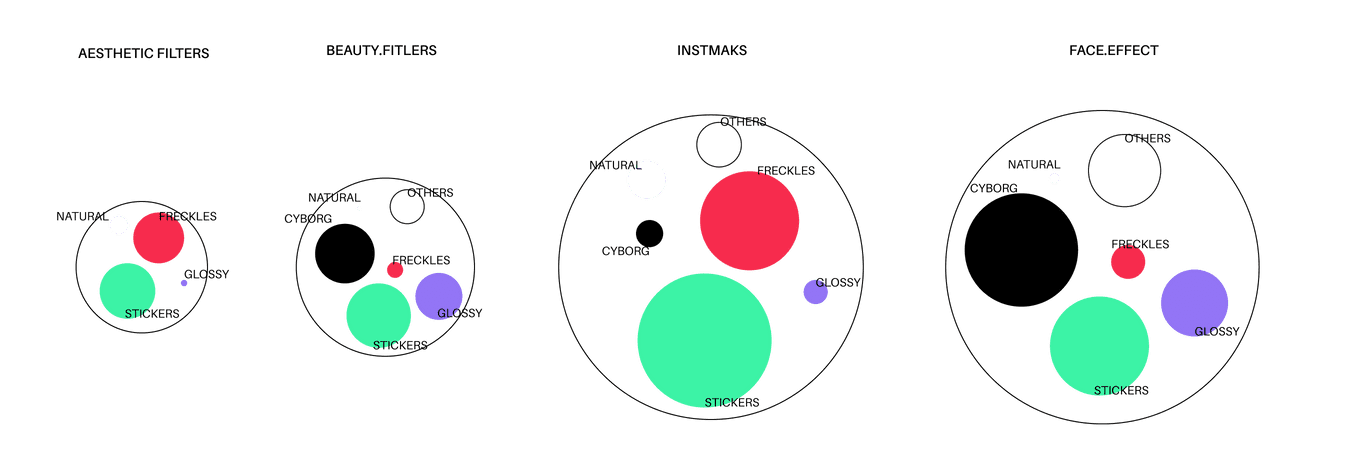 AESTHETIC FILTERS
NATURAL
FRECKLES
GLOSSY
STICKERS
BEAUTY.FITLERS
NATURAL
OTHERS
CYBORG
FRECKLES
GLOSSY
STICKERS
INSTMAKS
OTHERS
NATURAL
FRECKLES
CYBORG
GLOSSY
STICKERS
FACE.EFFECT
OTHERS
NATURAL
CYBORG
FRECKLES
GLOSSY
STICKERS